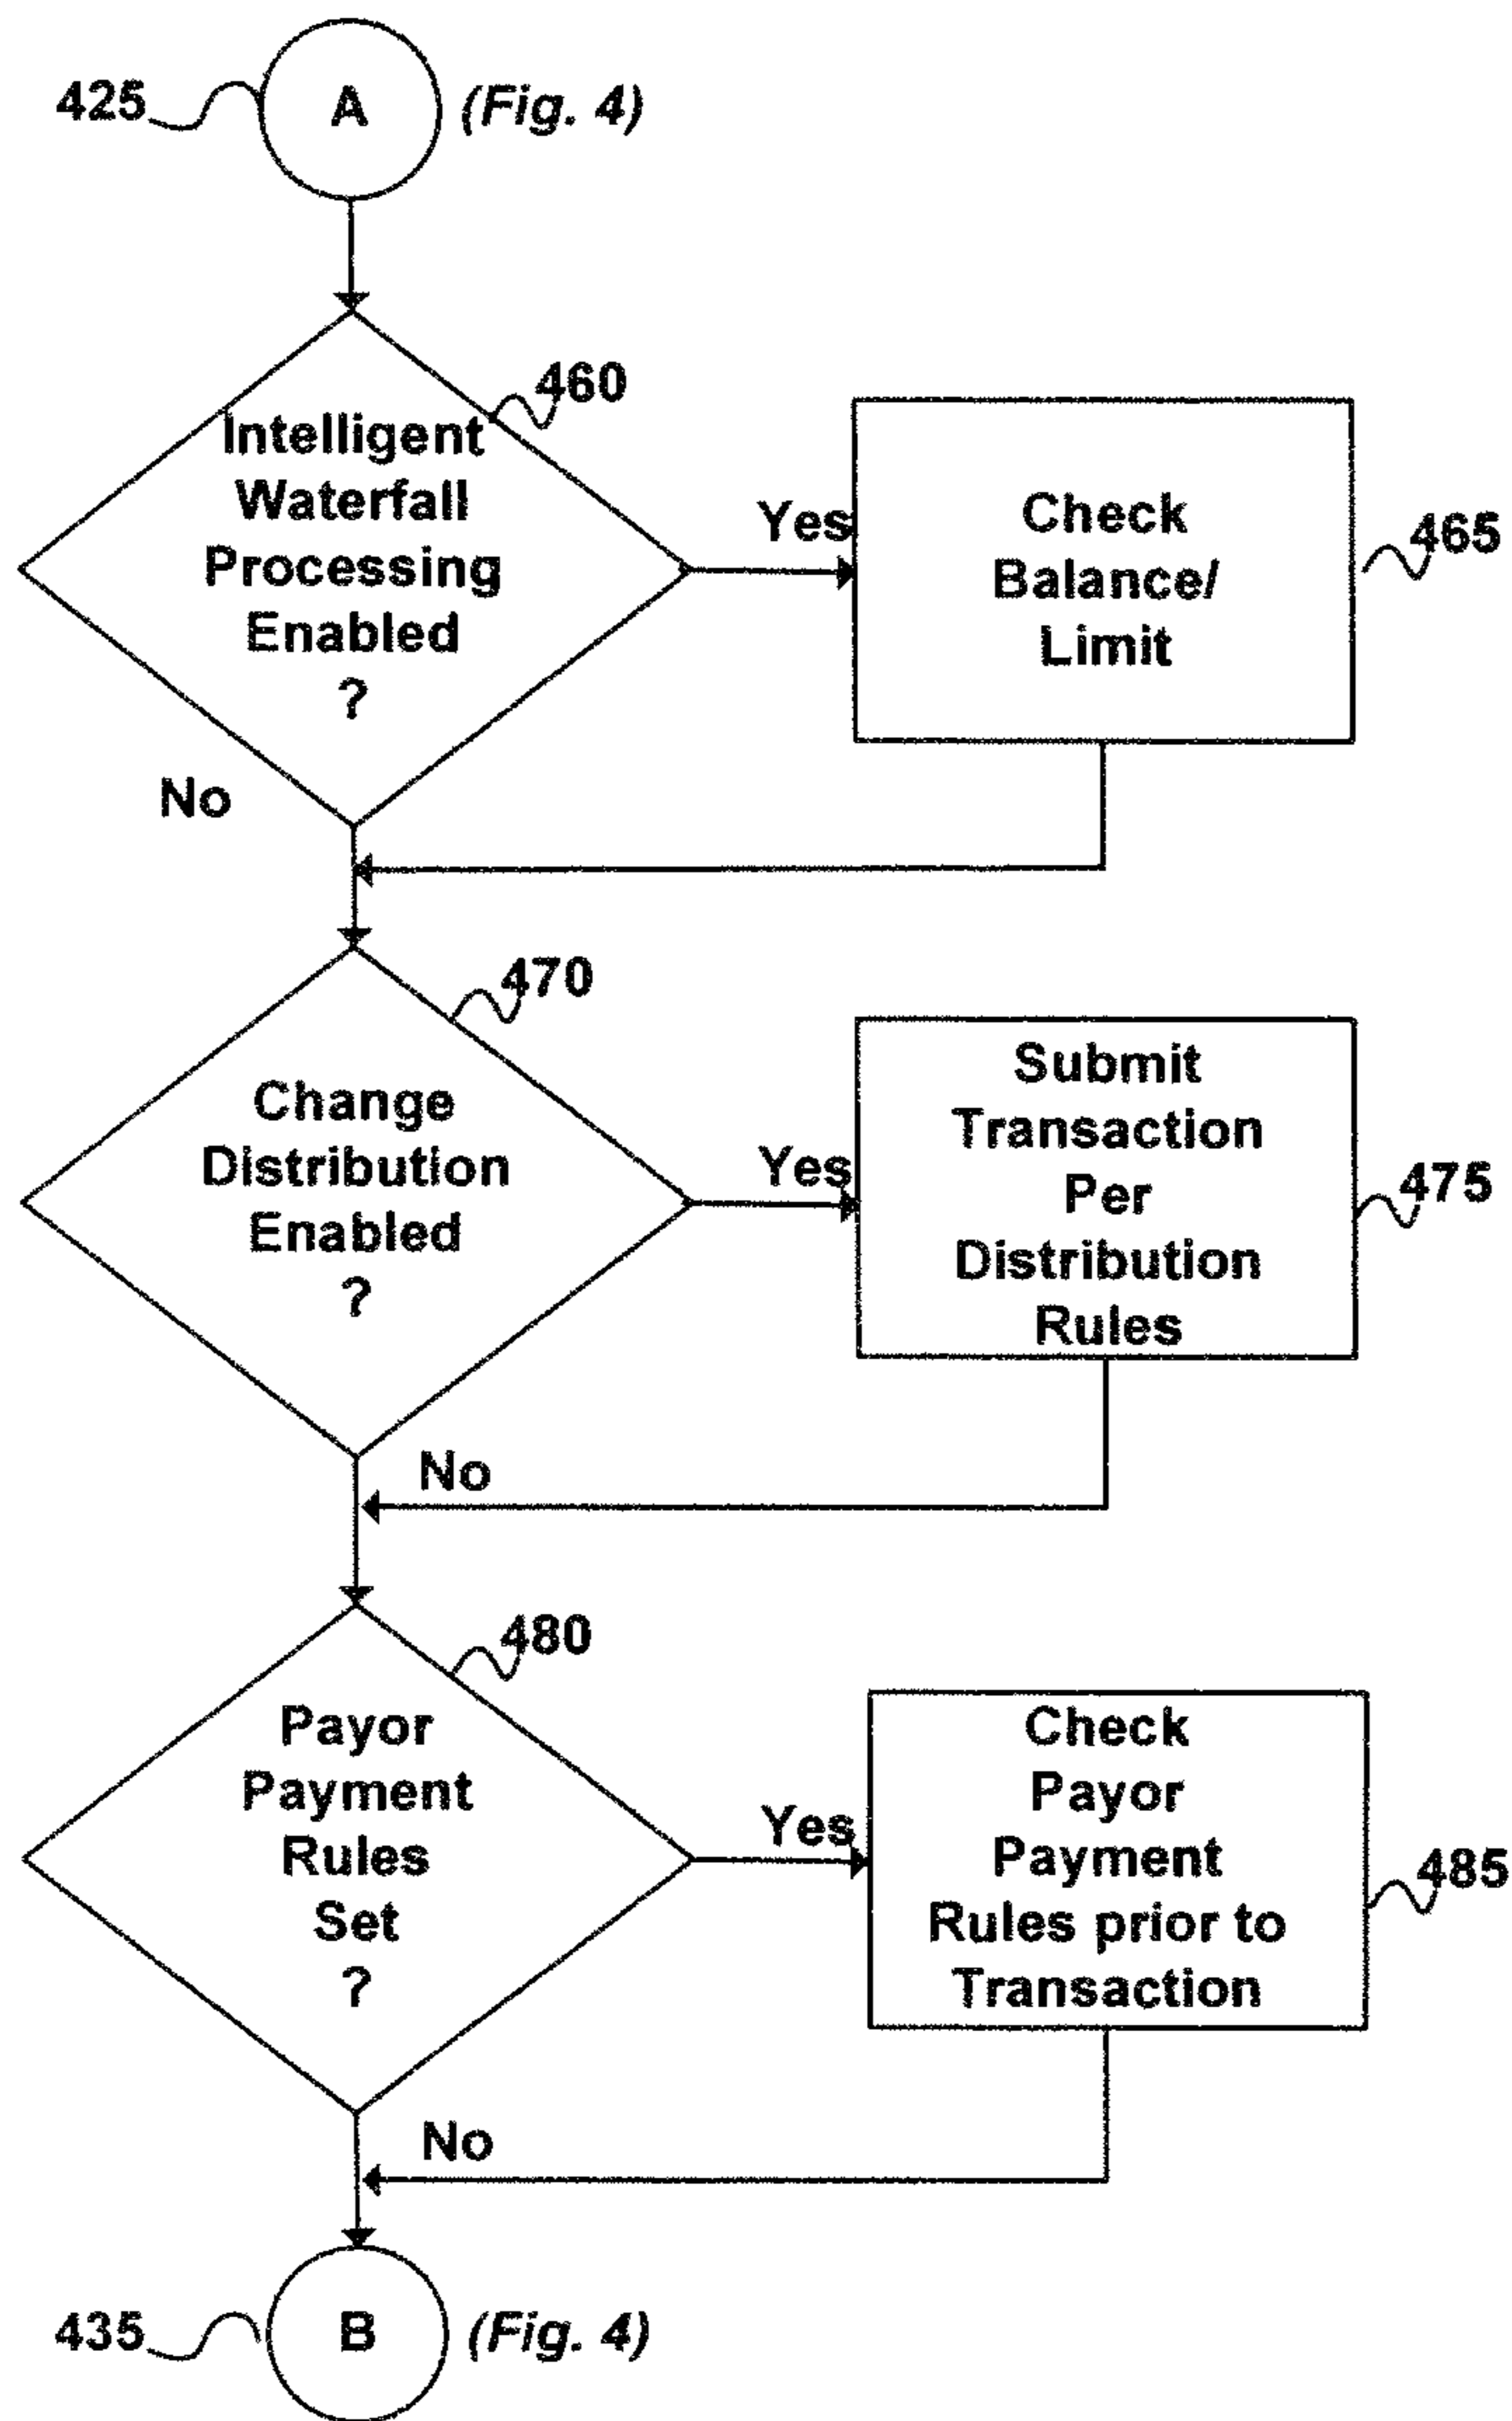 425
A
(Fig. 4)
460
Intelligent
Waterfall
Processing
Enabled
?
Yes
Check
Balance/
Limit
465
No
470
Change
Distribution
Enabled
?
Yes
Submit
Transaction
Per
Distribution
Rules
475
No
480
Payor
Payment
Rules
Set
?
Yes
Check
Payor
Payment
Rules prior to
Transaction
485
No
435
B
(Fig. 4)